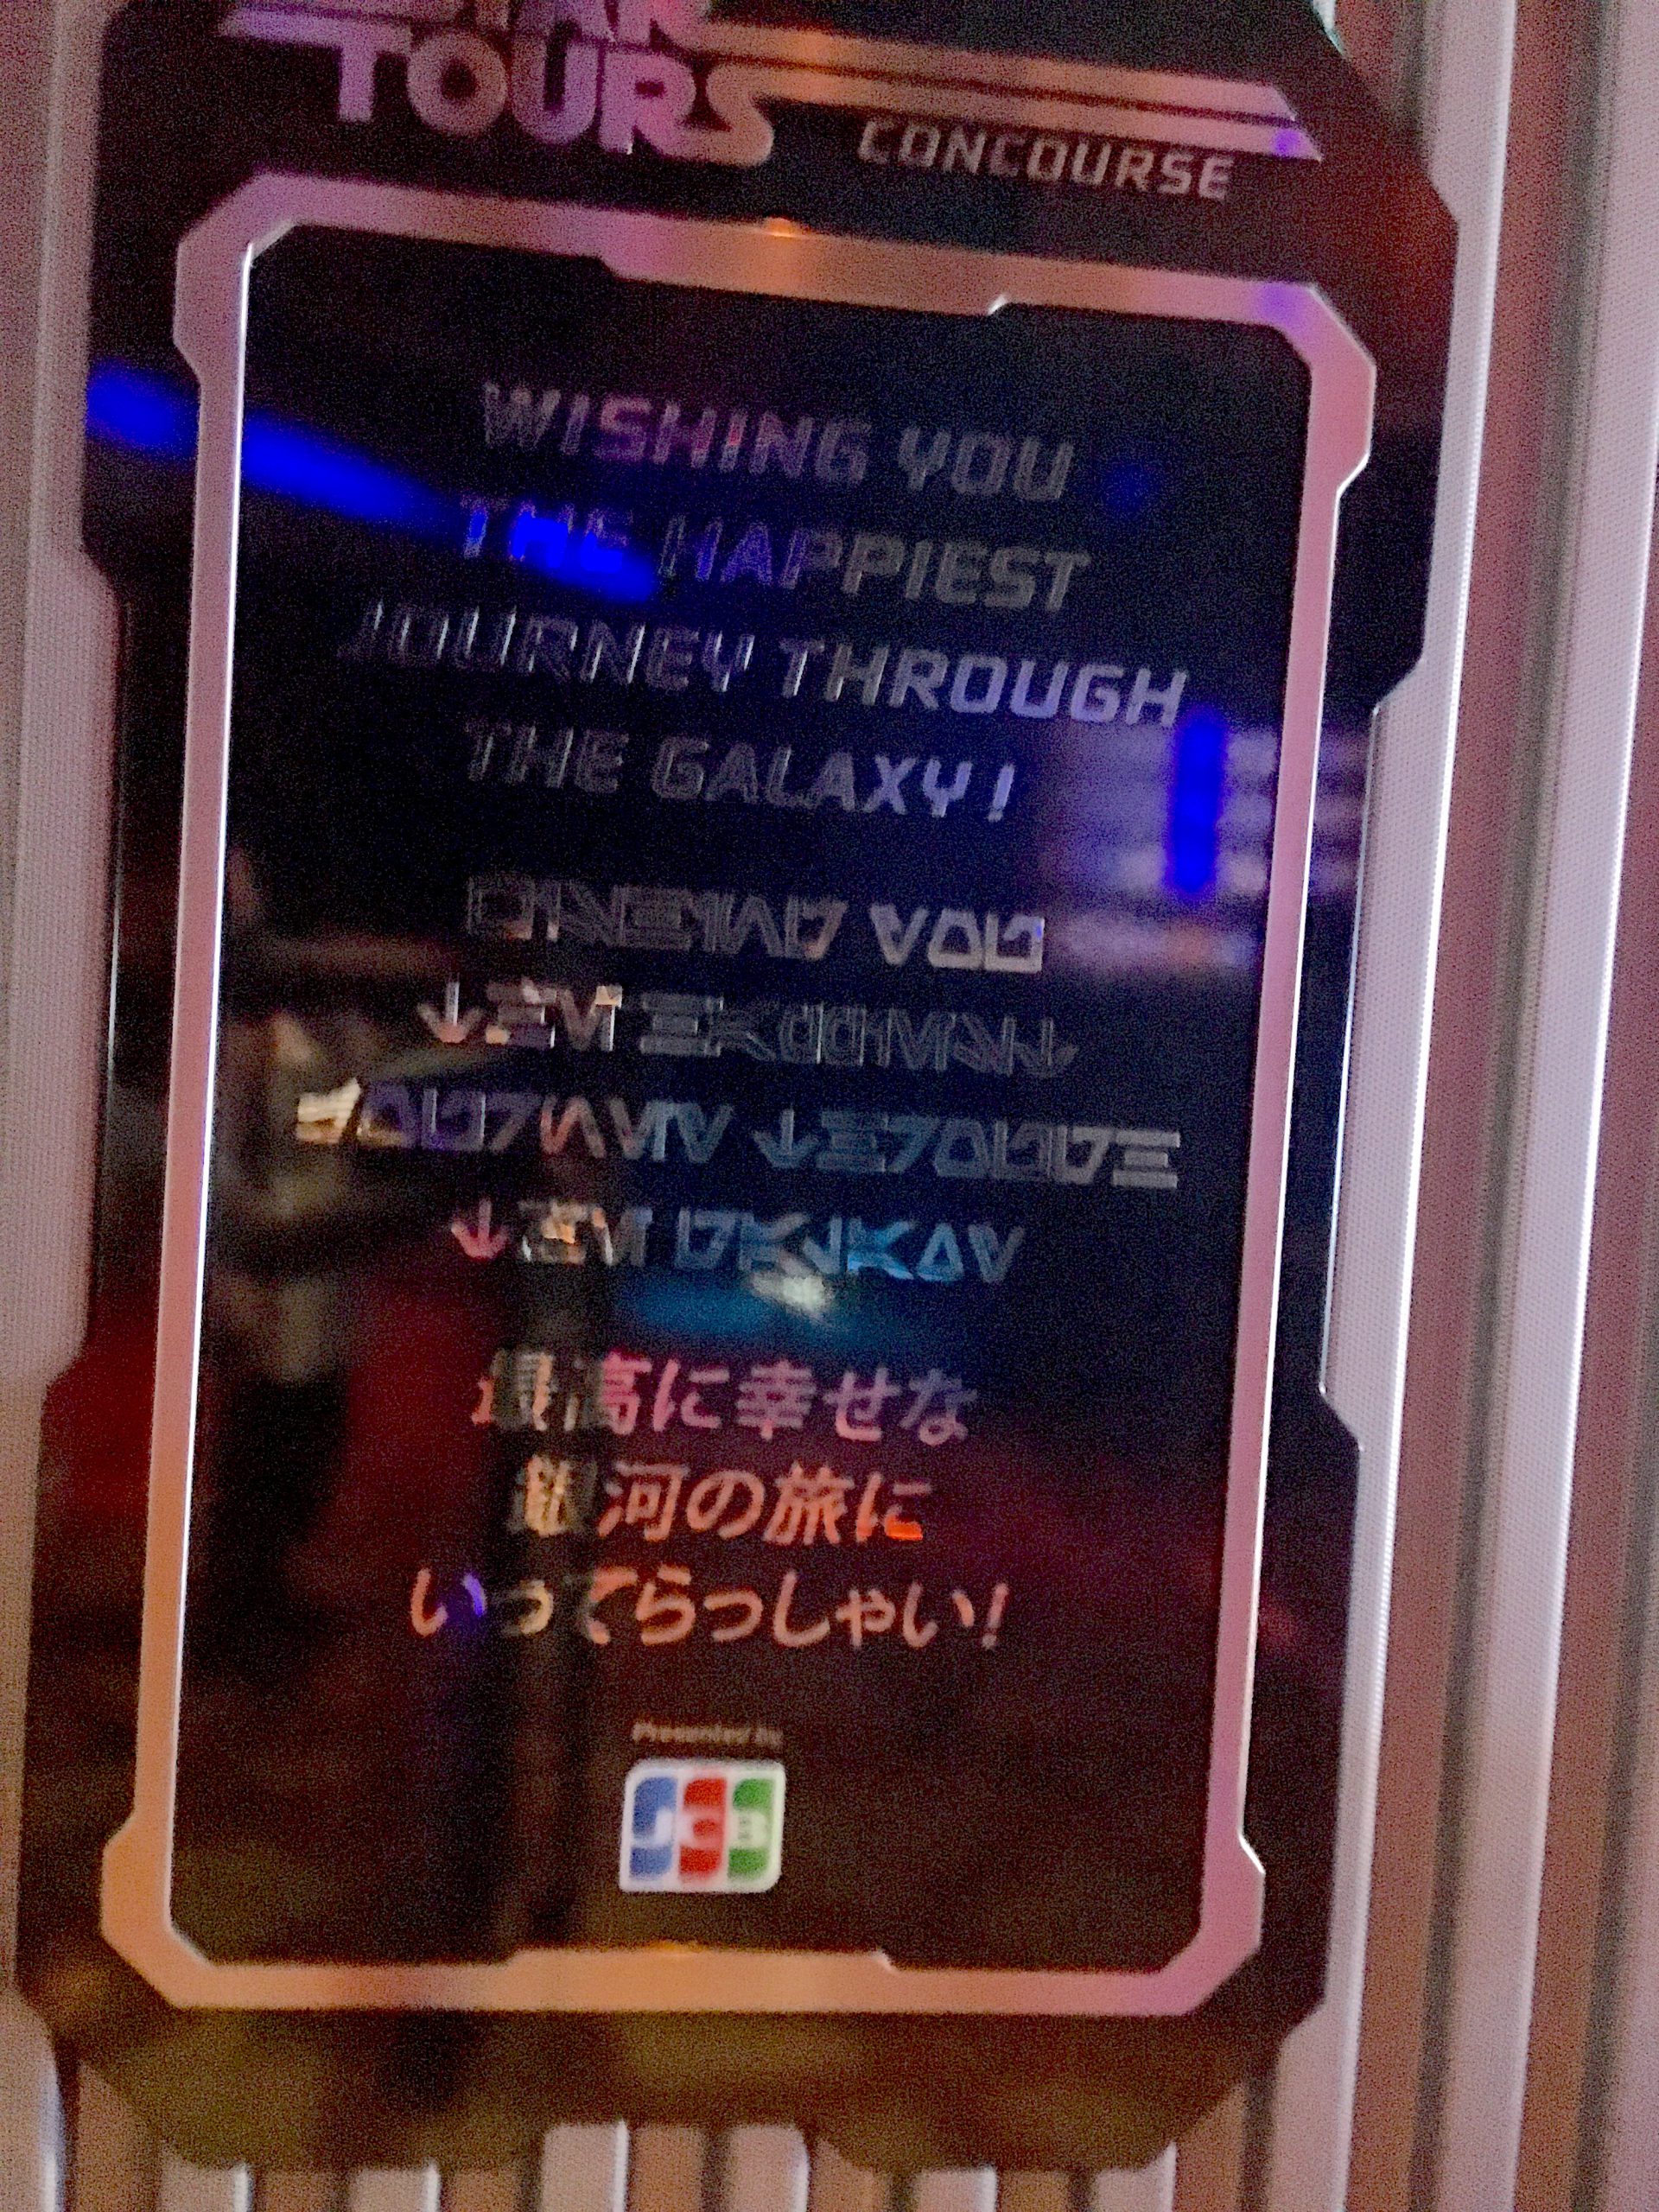 STAR
TOURS
CONCOURSE
WISHING YOU
THE HAPPIEST
JOURNEY THROUGH
THE GALAXY!
最高に幸せな
銀河の旅に
いってらっしゃい!
Presented by
JCB